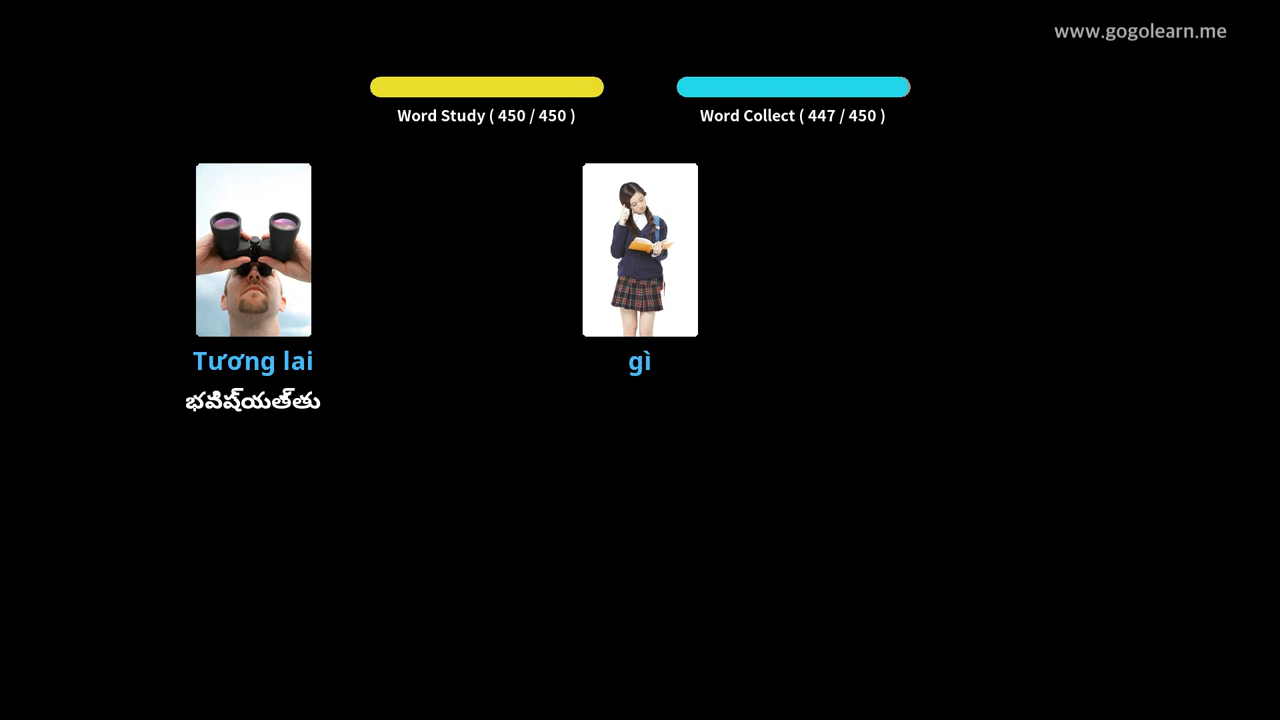 www.gogolearn.me
Word Study ( 450 / 450 )
Word Collect ( 447 / 450 )
Tương lai
gì
భవిష్యత్తు